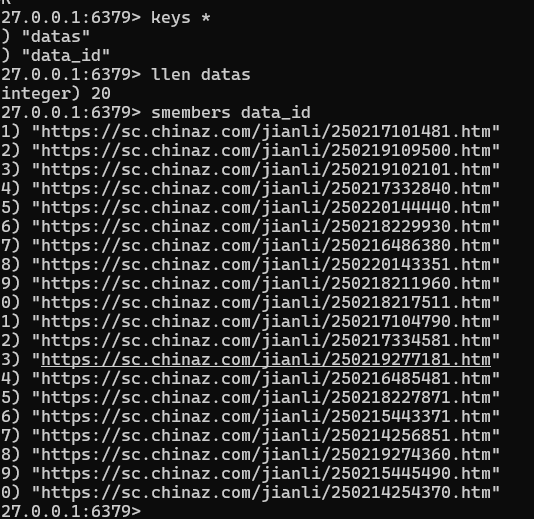 27.0.0.1:6379> keys *
) "datas"
) "data_id"
27.0.0.1:6379> llen datas
integer) 20
27.0.0.1:6379> smembers data_id
1) "https://sc.chinaz.com/jianli/250217101481.htm"
2) "https://sc.chinaz.com/jianli/250219109500.htm"
3) "https://sc.chinaz.com/jianli/250219102101.htm"
4) "https://sc.chinaz.com/jianli/250217332840.htm"
5) "https://sc.chinaz.com/jianli/250220144440.htm"
6) "https://sc.chinaz.com/jianli/250218229930.htm"
7) "https://sc.chinaz.com/jianli/250216486380.htm"
8) "https://sc.chinaz.com/jianli/250220143351.htm"
9) "https://sc.chinaz.com/jianli/250218211960.htm"
0) "https://sc.chinaz.com/jianli/250218217511.htm"
1) "https://sc.chinaz.com/jianli/250217104790.htm"
2) "https://sc.chinaz.com/jianli/250217334581.htm"
3) "https://sc.chinaz.com/jianli/250219277181.htm"
4) "https://sc.chinaz.com/jianli/250216485481.htm"
5) "https://sc.chinaz.com/jianli/250218227871.htm"
6) "https://sc.chinaz.com/jianli/250215443371.htm"
7) "https://sc.chinaz.com/jianli/250214256851.htm"
8) "https://sc.chinaz.com/jianli/250219274360.htm"
9) "https://sc.chinaz.com/jianli/250215445490.htm"
0) "https://sc.chinaz.com/jianli/250214254370.htm"
27.0.0.1:6379>